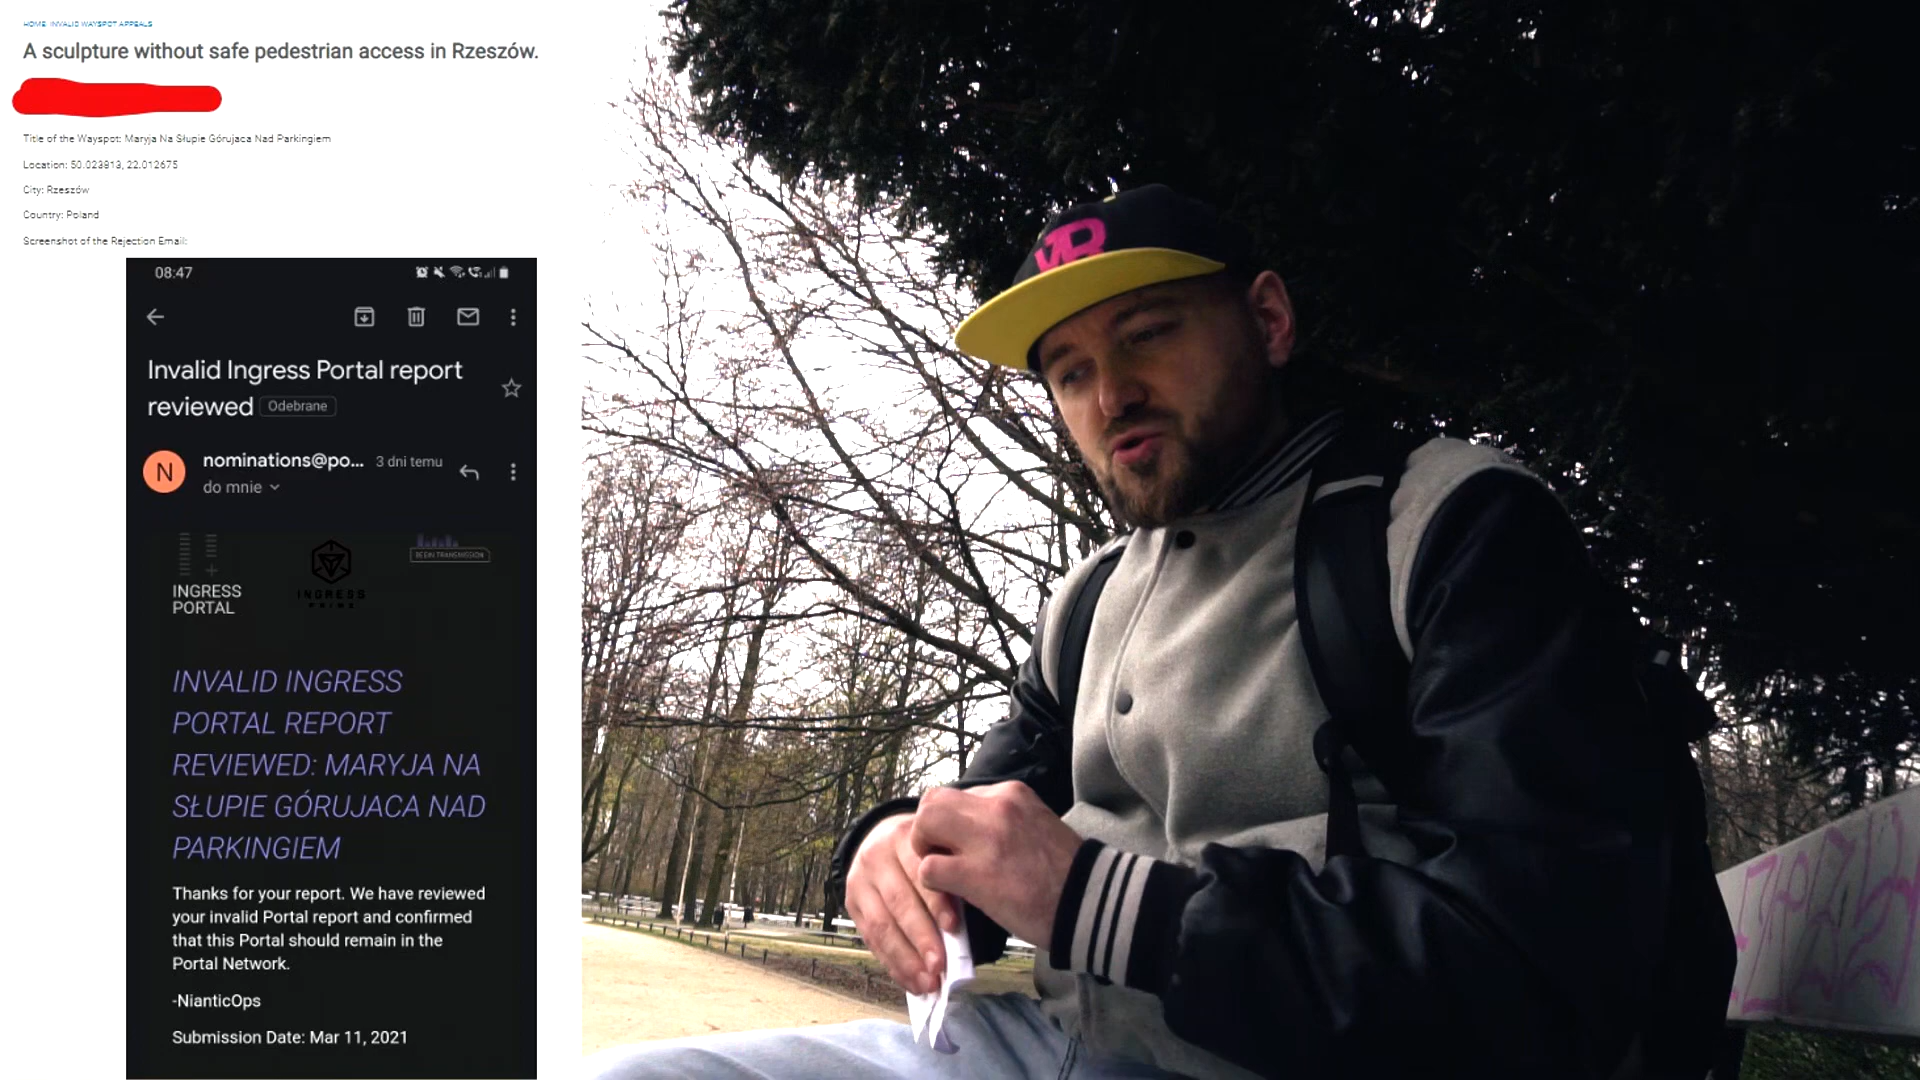 HOME INVALID WAYSPOT APPEALS
A sculpture without safe pedestrian access in Rzeszów.
Title of the Wayspot: Maryja Na Słupie Górujaca Nad Parkingiem
Location: 50.023913, 22.012675
City: Rzeszów
Country: Poland
Screenshot of the Rejection Email:
08:47
Invalid Ingress Portal report
reviewed Odebrane
N
nominations@po... 3 dni temu
do mnie
BEGIN TRANSMISSION
INGRESS
PORTAL
INGRESS
PRIME
INVALID INGRESS
PORTAL REPORT
REVIEWED: MARYJA NA
SŁUPIE GÓRUJACA NAD
PARKINGIEM
Thanks for your report. We have reviewed
your invalid Portal report and confirmed
that this Portal should remain in the
Portal Network.
-NianticOps
Submission Date: Mar 11, 2021